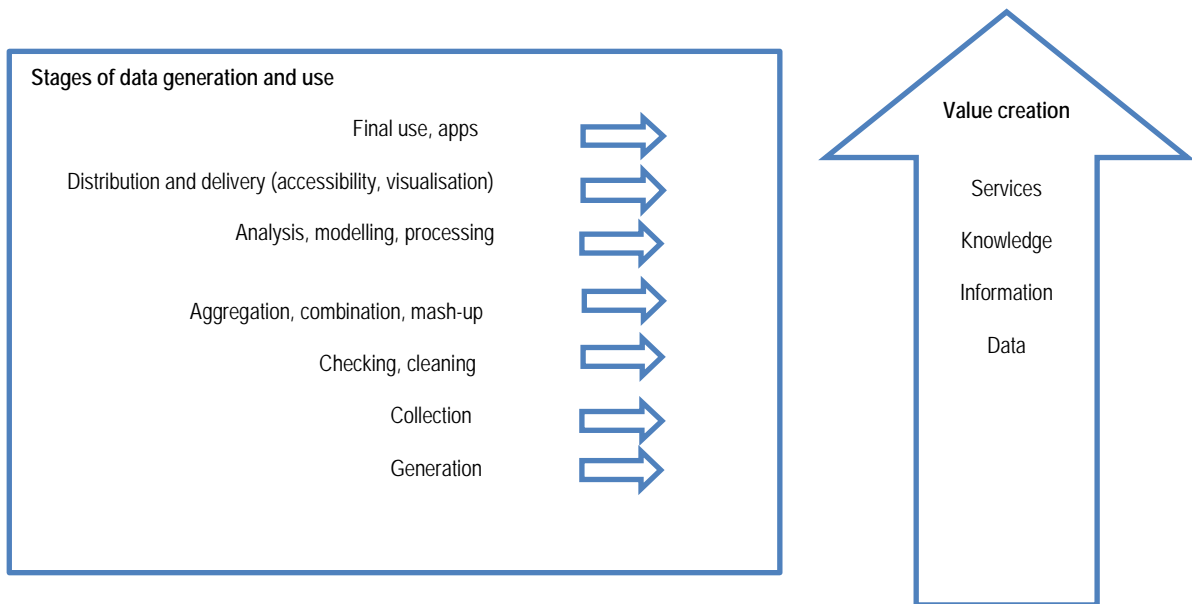 Stages of data generation and use
Final use, apps
Distribution and delivery (accessibility, visualisation)
Analysis, modelling, processing
Aggregation, combination, mash-up
Checking, cleaning
Collection
Generation
Value creation
Services
Knowledge
Information
Data